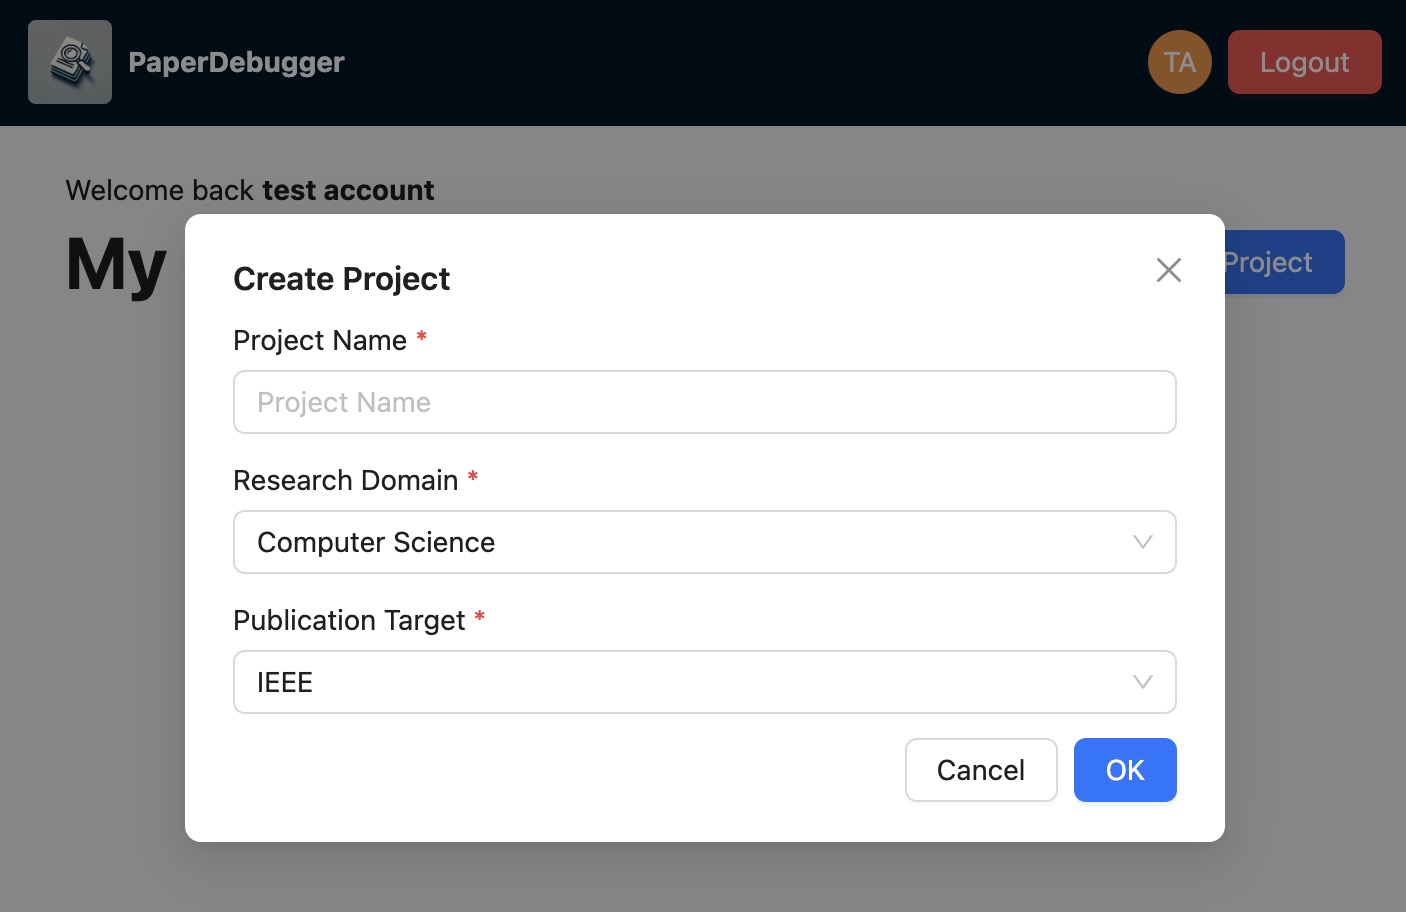 PaperDebugger
TA
Logout
Welcome back test account
My
Project
Create Project
Project Name *
Project Name
Research Domain *
Computer Science
Publication Target *
IEEE
Cancel
OK